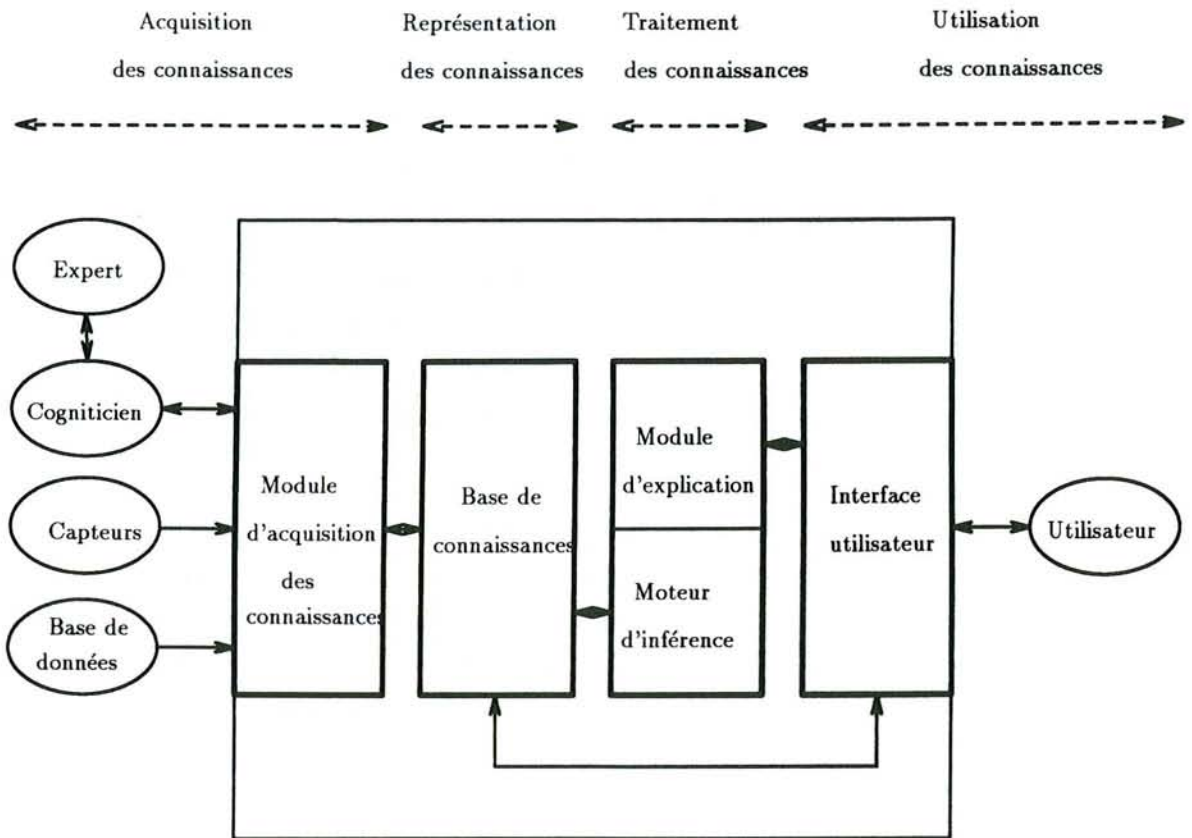 Acquisition
des connaissances
Représentation
des connaissances
Traitement
des connaissances
Utilisation
des connaissances
Expert
Cogniticien
Capteurs
Base de
données
Module
d'acquisition
des
connaissances
Base de
connaissances
Module
d'explication
Moteur
d'inférence
Interface
utilisateur
Utilisateur